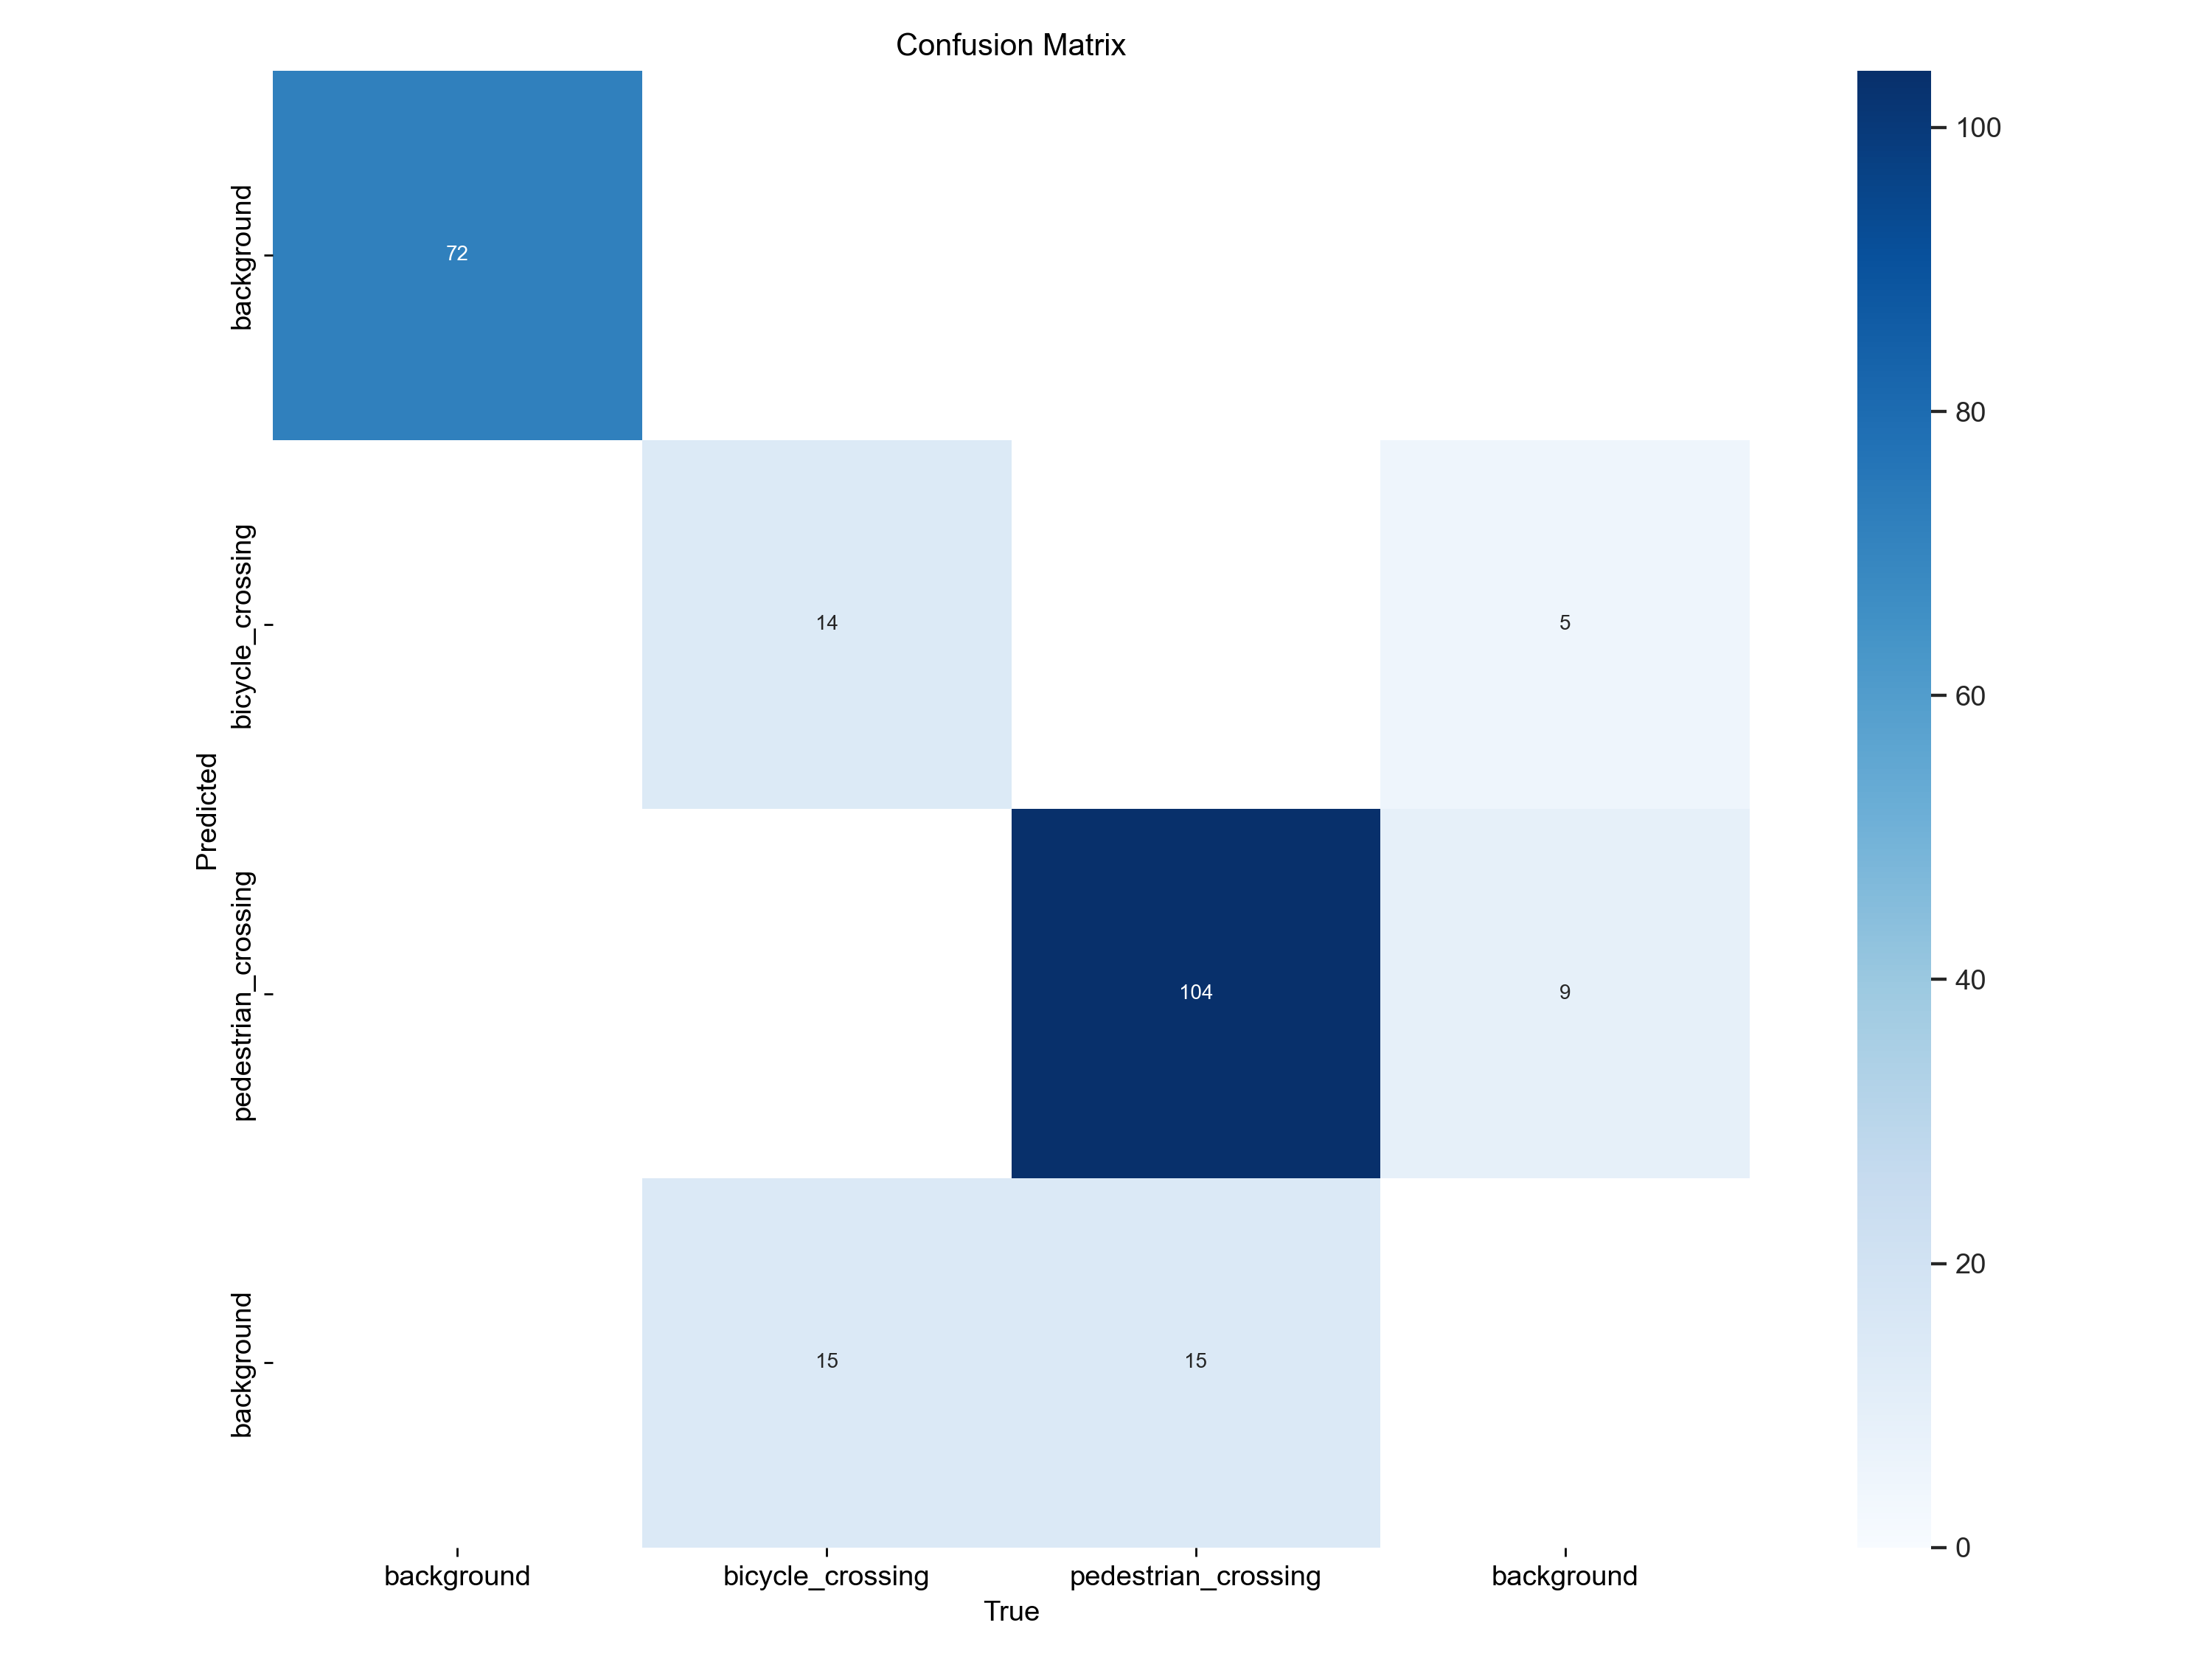 Confusion Matrix
background
72
bicycle_crossing
14
5
Predicted
pedestrian_crossing
104
9
background
15
15
background
bicycle_crossing
pedestrian_crossing
background
True
100
80
60
40
20
0